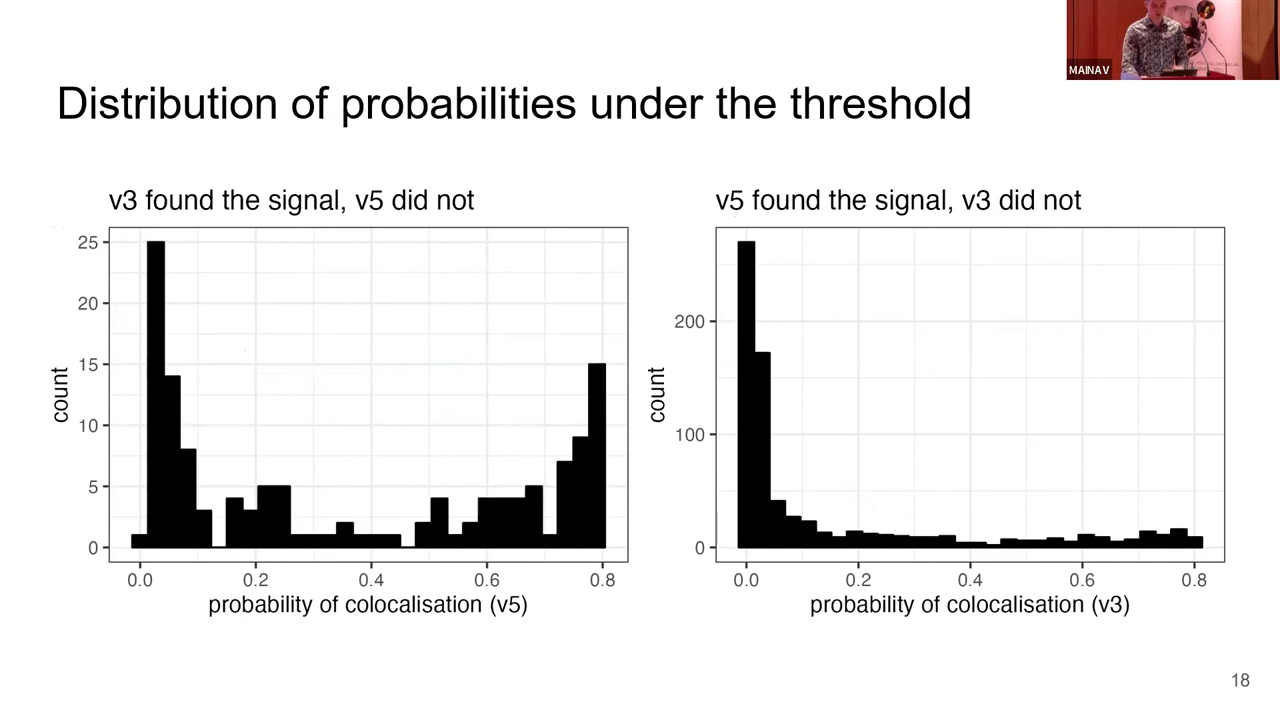 MAINAV
Distribution of probabilities under the threshold
v3 found the signal, v5 did not
25
20
15
10
5
0
count
0.0 0.2 0.4 0.6 0.8
probability of colocalisation (v5)
v5 found the signal, v3 did not
200
100
0
count
0.0 0.2 0.4 0.6 0.8
probability of colocalisation (v3)
18